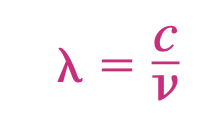 λ = c/ν